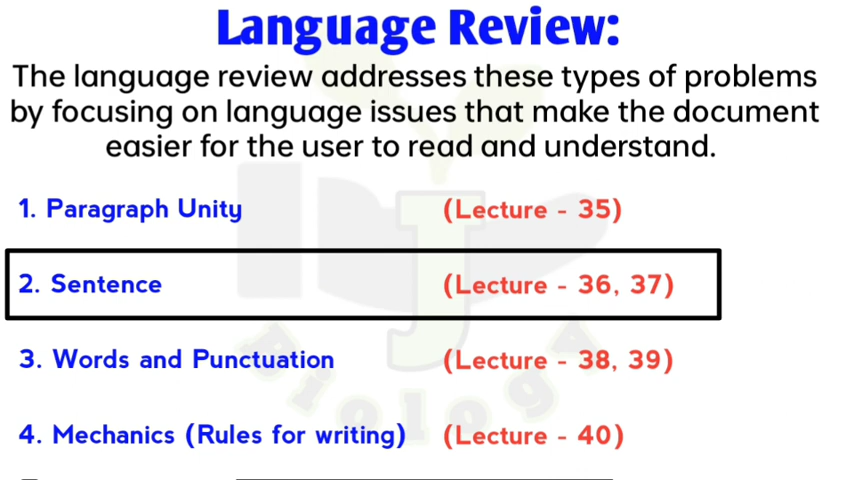 Language Review:
The language review addresses these types of problems
by focusing on language issues that make the document
easier for the user to read and understand.
1. Paragraph Unity (Lecture - 35)
2. Sentence (Lecture - 36, 37)
3. Words and Punctuation (Lecture - 38, 39)
4. Mechanics (Rules for writing) (Lecture - 40)
J
Biology